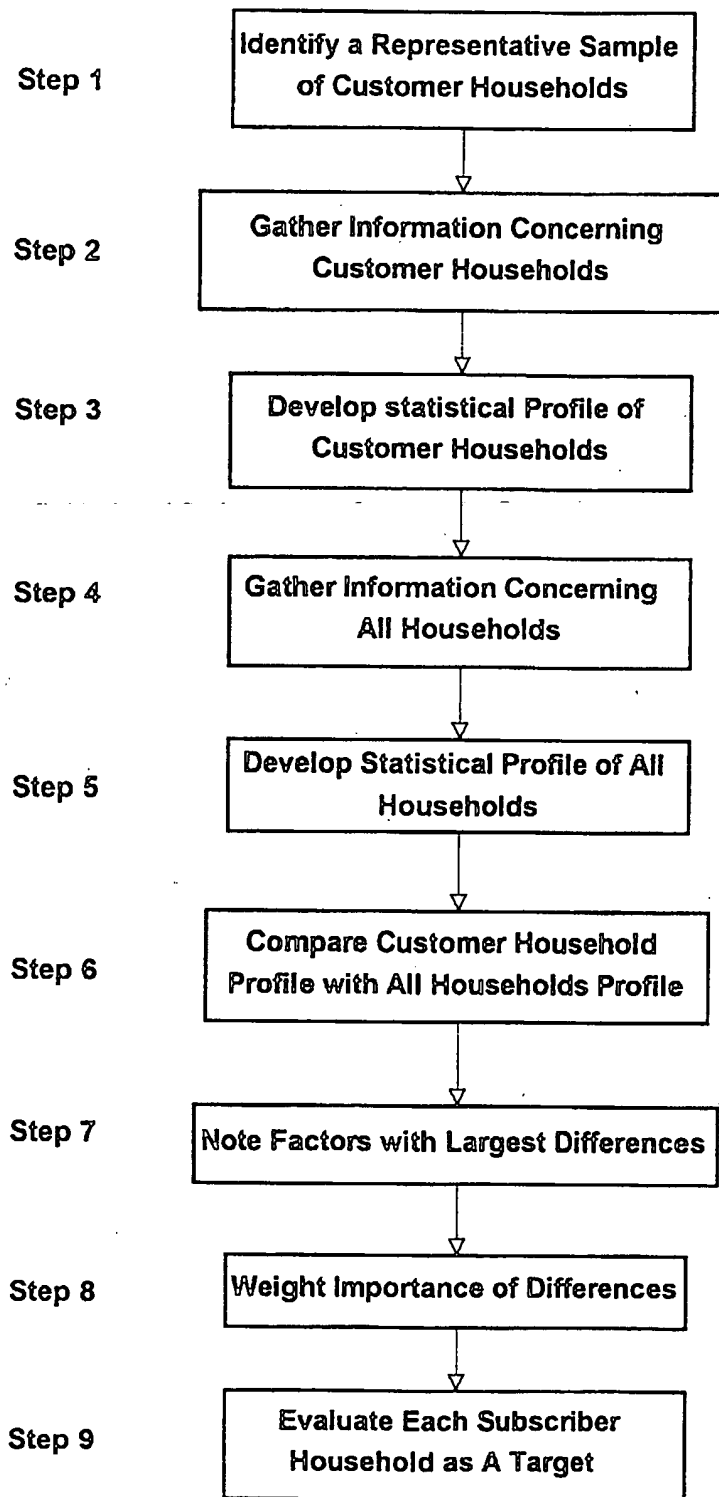 Step 1
Identify a Representative Sample
of Customer Households
Step 2
Gather Information Concerning
Customer Households
Step 3
Develop statistical Profile of
Customer Households
Step 4
Gather Information Concerning
All Households
Step 5
Develop Statistical Profile of All
Households
Step 6
Compare Customer Household
Profile with All Households Profile
Step 7
Note Factors with Largest Differences
Step 8
Weight Importance of Differences
Step 9
Evaluate Each Subscriber
Household as A Target